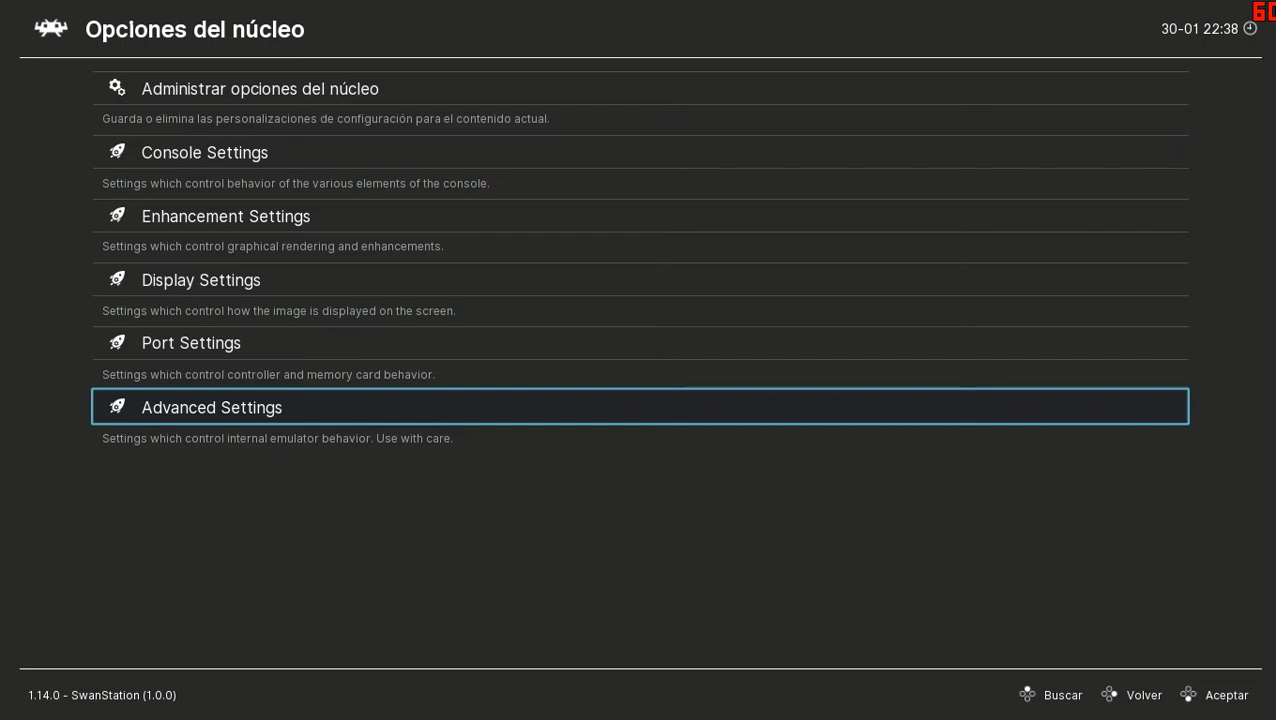 Opciones del núcleo
60
30-01 22:38
Administrar opciones del núcleo
Guarda o elimina las personalizaciones de configuración para el contenido actual.
Console Settings
Settings which control behavior of the various elements of the console.
Enhancement Settings
Settings which control graphical rendering and enhancements.
Display Settings
Settings which control how the image is displayed on the screen.
Port Settings
Settings which control controller and memory card behavior.
Advanced Settings
Settings which control internal emulator behavior. Use with care.
1.14.0 - SwanStation (1.0.0)
Buscar
Volver
Aceptar